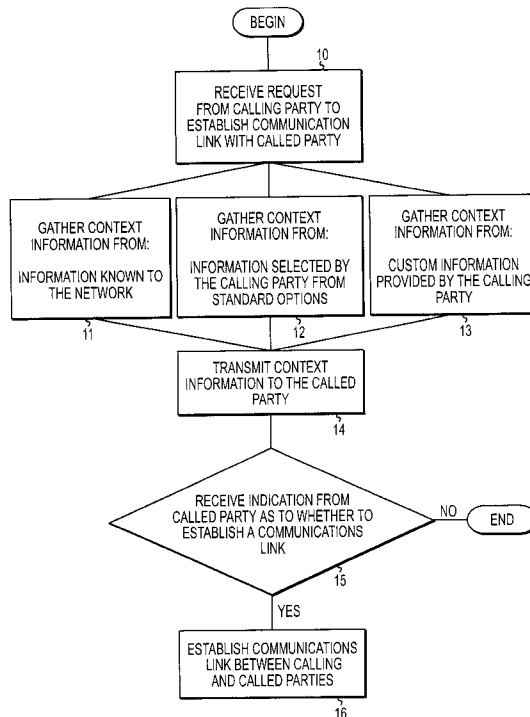 BEGIN
10
RECEIVE REQUEST
FROM CALLING PARTY TO
ESTABLISH COMMUNICATION
LINK WITH CALLED PARTY
GATHER CONTEXT
INFORMATION FROM:
INFORMATION KNOWN TO
THE NETWORK
11
GATHER CONTEXT
INFORMATION FROM:
INFORMATION SELECTED BY
THE CALLING PARTY FROM
STANDARD OPTIONS
12
GATHER CONTEXT
INFORMATION FROM:
CUSTOM INFORMATION
PROVIDED BY THE CALLING
PARTY
13
TRANSMIT CONTEXT
INFORMATION TO THE CALLED
PARTY
14
RECEIVE INDICATION FROM
CALLED PARTY AS TO WHETHER TO
ESTABLISH A COMMUNICATIONS
LINK
15
NO
END
YES
ESTABLISH COMMUNICATIONS
LINK BETWEEN CALLING
AND CALLED PARTIES
16